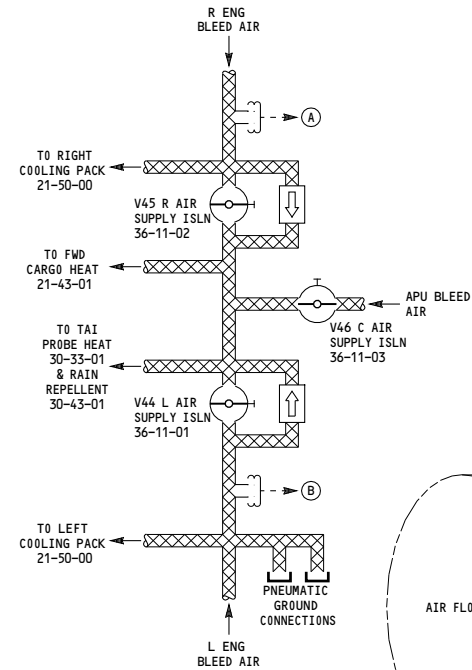 R ENG
BLEED AIR
A
TO RIGHT
COOLING PACK
21-50-00
V45 R AIR
SUPPLY ISLN
36-11-02
TO FWD
CARGO HEAT
21-43-01
APU BLEED
AIR
V46 C AIR
SUPPLY ISLN
36-11-03
TO TAI
PROBE HEAT
30-33-01
& RAIN
REPELLENT
30-43-01
V44 L AIR
SUPPLY ISLN
36-11-01
B
TO LEFT
COOLING PACK
21-50-00
PNEUMATIC
GROUND
CONNECTIONS
AIR FLO
L ENG
BLEED AIR